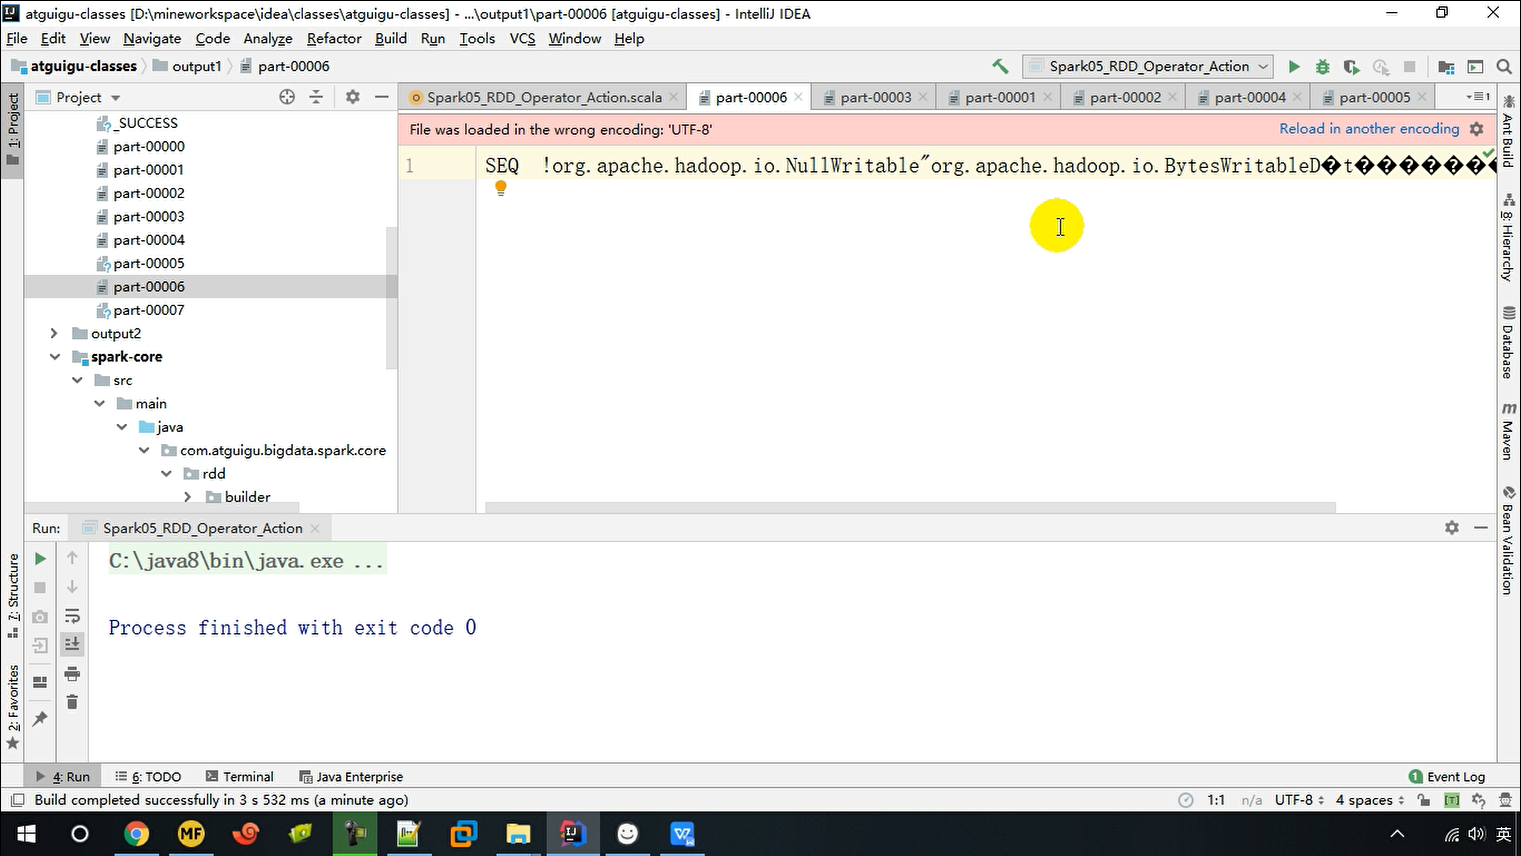 atguigu-classes [D:\mineworkspace\idea\classes\atguigu-classes] - ...\output1\part-00006 [atguigu-classes] - IntelliJ IDEA
File Edit View Navigate Code Analyze Refactor Build Run Tools VCS Window Help
atguigu-classes output1 part-00006
Spark05_RDD_Operator_Action
Project
Spark05_RDD_Operator_Action.scala part-00006 part-00003 part-00001 part-00002 part-00004 part-00005
1
1: Project
_SUCCESS
part-00000
part-00001
part-00002
part-00003
part-00004
part-00005
part-00006
part-00007
output2
spark-core
src
main
java
com.atguigu.bigdata.spark.core
rdd
builder
File was loaded in the wrong encoding: 'UTF-8'
Reload in another encoding
1
SEQ !org.apache.hadoop.io.NullWritable"org.apache.hadoop.io.BytesWritableD�t�������
Ant Build
8: Hierarchy
Database
m
Maven
Bean Validation
Run:
Spark05_RDD_Operator_Action
C:\java8\bin\java.exe ...
Process finished with exit code 0
7: Structure
2: Favorites
4: Run 6: TODO Terminal Java Enterprise
1 Event Log
Build completed successfully in 3 s 532 ms (a minute ago)
1:1 n/a UTF-8 4 spaces [T]
MF
英